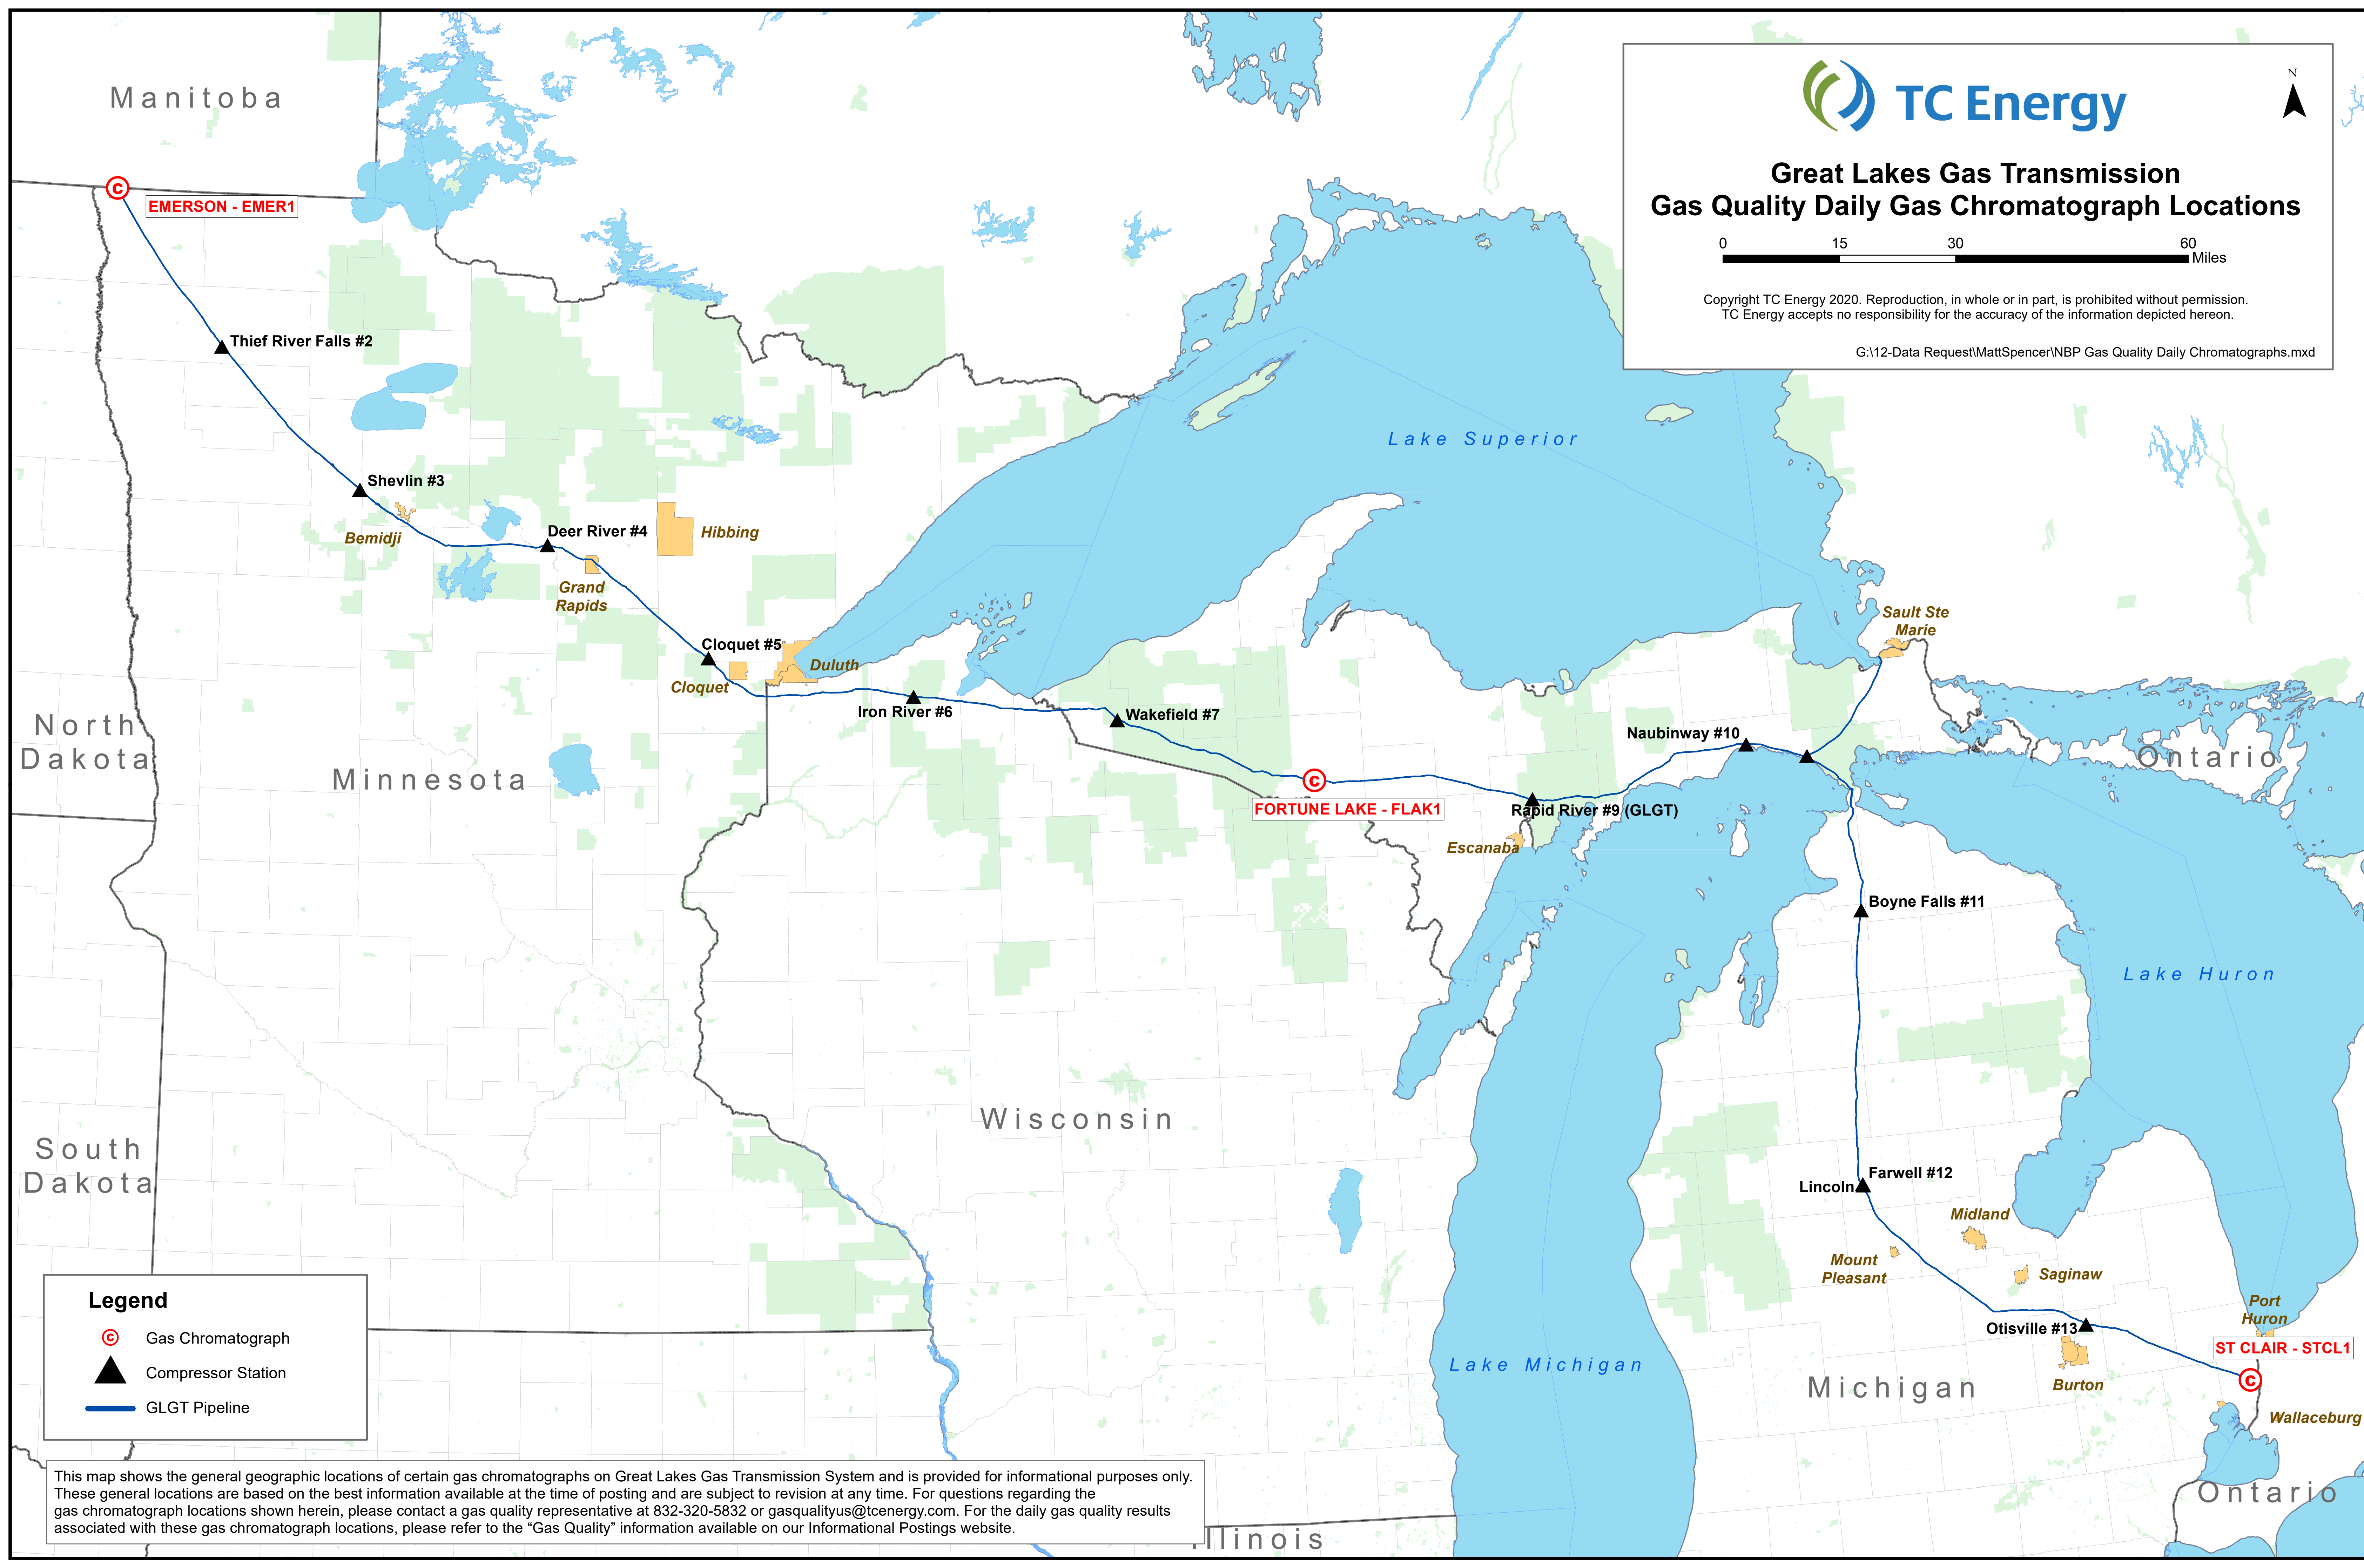 TC Energy
N
Great Lakes Gas Transmission
Gas Quality Daily Gas Chromatograph Locations
0 15 30 60
Miles
Copyright TC Energy 2020. Reproduction, in whole or in part, is prohibited without permission.
TC Energy accepts no responsibility for the accuracy of the information depicted hereon.
G:\12-Data Request\MattSpencer\NBP Gas Quality Daily Chromatographs.mxd
Manitoba
C
EMERSON - EMER1
Thief River Falls #2
Lake Superior
Shevlin #3
Bemidji
Deer River #4
Hibbing
Grand
Rapids
Sault Ste
Marie
Cloquet #5
Duluth
Cloquet
Iron River #6
Wakefield #7
Naubinway #10
North
Dakota
Minnesota
Ontario
C
FORTUNE LAKE - FLAK1
Rapid River #9 (GLGT)
Escanaba
Boyne Falls #11
Lake Huron
Wisconsin
South
Dakota
Farwell #12
Lincoln
Midland
Mount
Pleasant
Saginaw
Port
Huron
Otisville #13
ST CLAIR - STCL1
C
Lake Michigan
Michigan
Burton
Wallaceburg
Ontario
Illinois
Legend
C Gas Chromatograph
Compressor Station
GLGT Pipeline
This map shows the general geographic locations of certain gas chromatographs on Great Lakes Gas Transmission System and is provided for informational purposes only.
These general locations are based on the best information available at the time of posting and are subject to revision at any time. For questions regarding the
gas chromatograph locations shown herein, please contact a gas quality representative at 832-320-5832 or gasqualityus@tcenergy.com. For the daily gas quality results
associated with these gas chromatograph locations, please refer to the “Gas Quality” information available on our Informational Postings website.